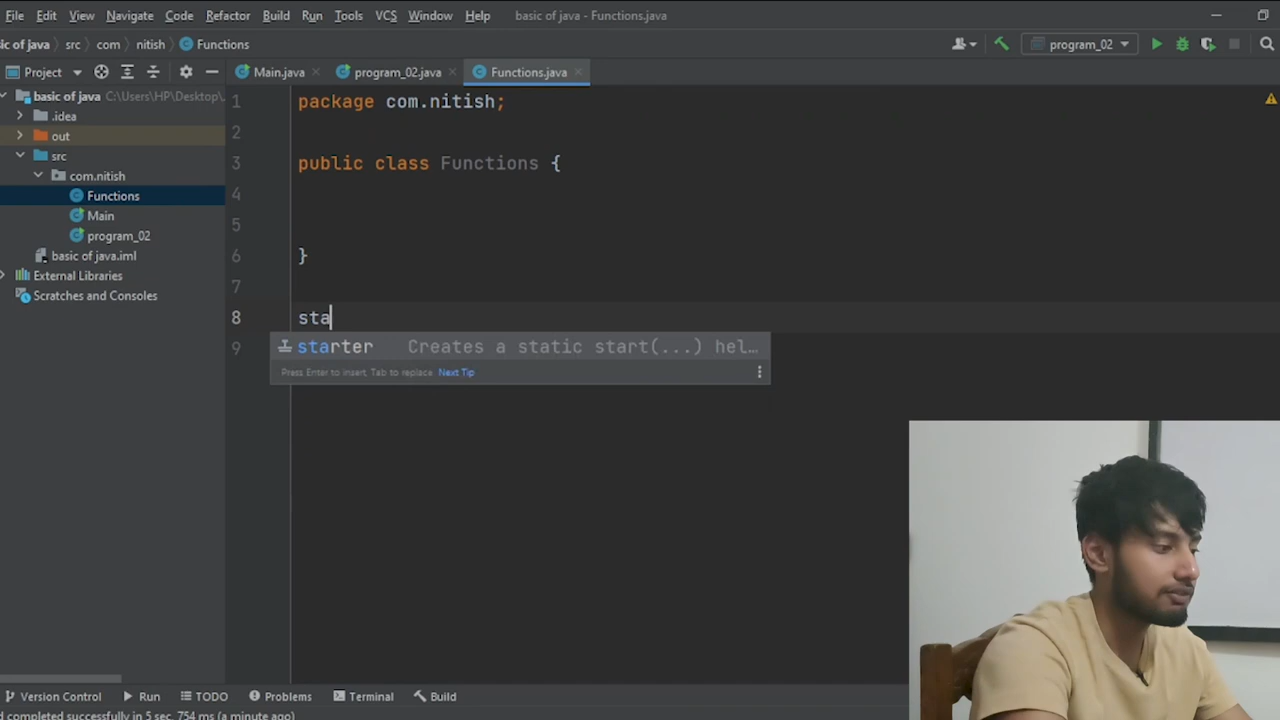 File Edit View Navigate Code Refactor Build Run Tools VCS Window Help basic of java - Functions.java
ic of java src com nitish Functions program_02
Project Main.java program_02.java Functions.java
basic of java C:\Users\HP\Desktop\..
.idea
out
src
com.nitish
Functions
Main
program_02
basic of java.iml
External Libraries
Scratches and Consoles
1 package com.nitish;
2
3 public class Functions {
4
5
6 }
7
8 sta
9
starter Creates a static start(...) hel...
Press Enter to insert, Tab to replace Next Tip
Version Control Run TODO Problems Terminal Build
d completed successfully in 5 sec, 754 ms (a minute ago)